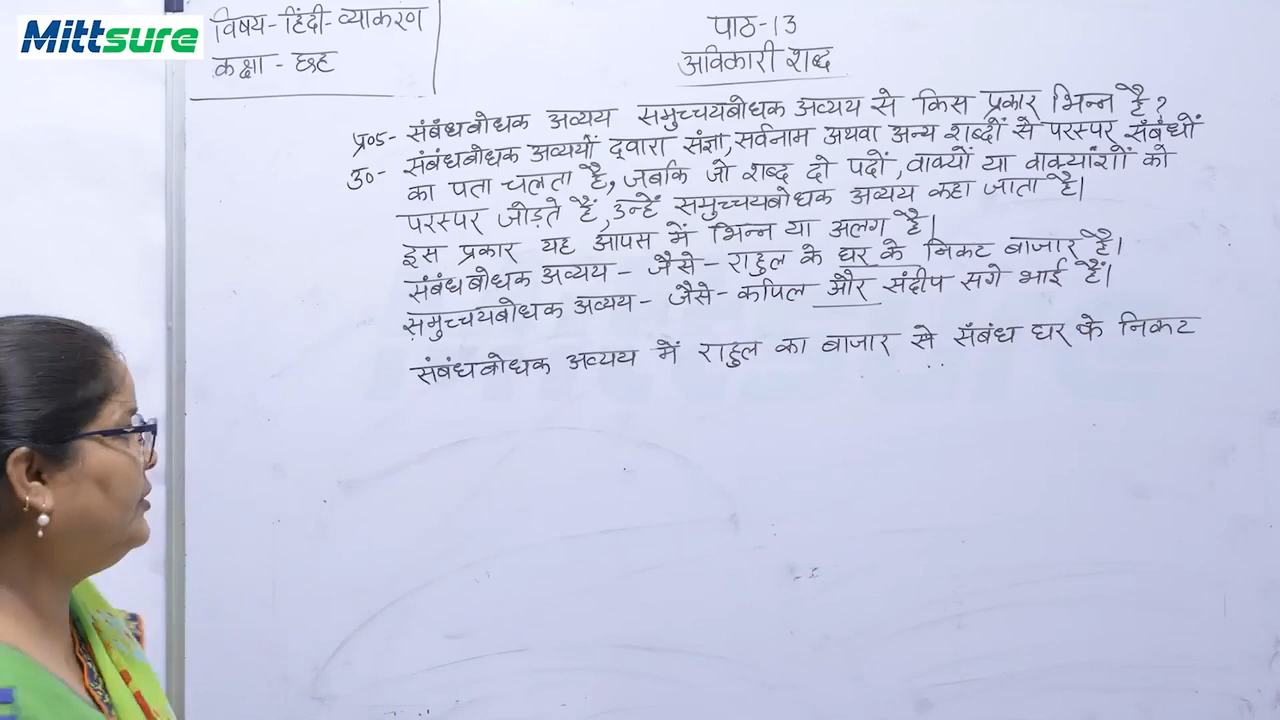 Mittsure
विषय-हिंदी-व्याकरण
कक्षा - छह
पाठ-13
अविकारी शब्द
प्र०5- संबंधबोधक अव्यय समुच्चयबोधक अव्यय से किस प्रकार भिन्न है?
उ०- संबंधबोधक अव्ययों द्वारा संज्ञा, सर्वनाम अथवा अन्य शब्दों से परस्पर संबंधों
का पता चलता है, जबकि जो शब्द दो पदों, वाक्यों या वाक्यांशों को
परस्पर जोड़ते हैं, उन्हें समुच्चयबोधक अव्यय कहा जाता है।
इस प्रकार यह आपस में भिन्न या अलग है।
संबंधबोधक अव्यय - जैसे - राहुल के घर के निकट बाजार है।
समुच्चयबोधक अव्यय - जैसे - कपिल और संदीप सगे भाई हैं।
संबंधबोधक अव्यय में राहुल का बाजार से संबंध घर के निकट